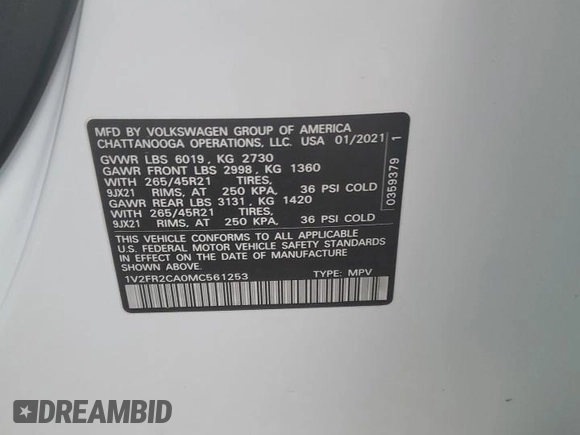 MFD BY VOLKSWAGEN GROUP OF AMERICA
CHATTANOOGA OPERATIONS, LLC. USA 01/2021
GVWR LBS 6019 , KG 2730
GAWR FRONT LBS 2998 , KG 1360
WITH 265/45R21 TIRES,
9JX21 RIMS, AT 250 KPA, 36 PSI COLD
GAWR REAR LBS 3131 , KG 1420
WITH 265/45R21 TIRES,
9JX21 RIMS, AT 250 KPA, 36 PSI COLD
THIS VEHICLE CONFORMS TO ALL APPLICABLE
U.S. FEDERAL MOTOR VEHICLE SAFETY STANDARDS
IN EFFECT ON THE DATE OF MANUFACTURE
SHOWN ABOVE.
1V2FR2CA0MC561253 TYPE: MPV
0359379 1
DREAMBID